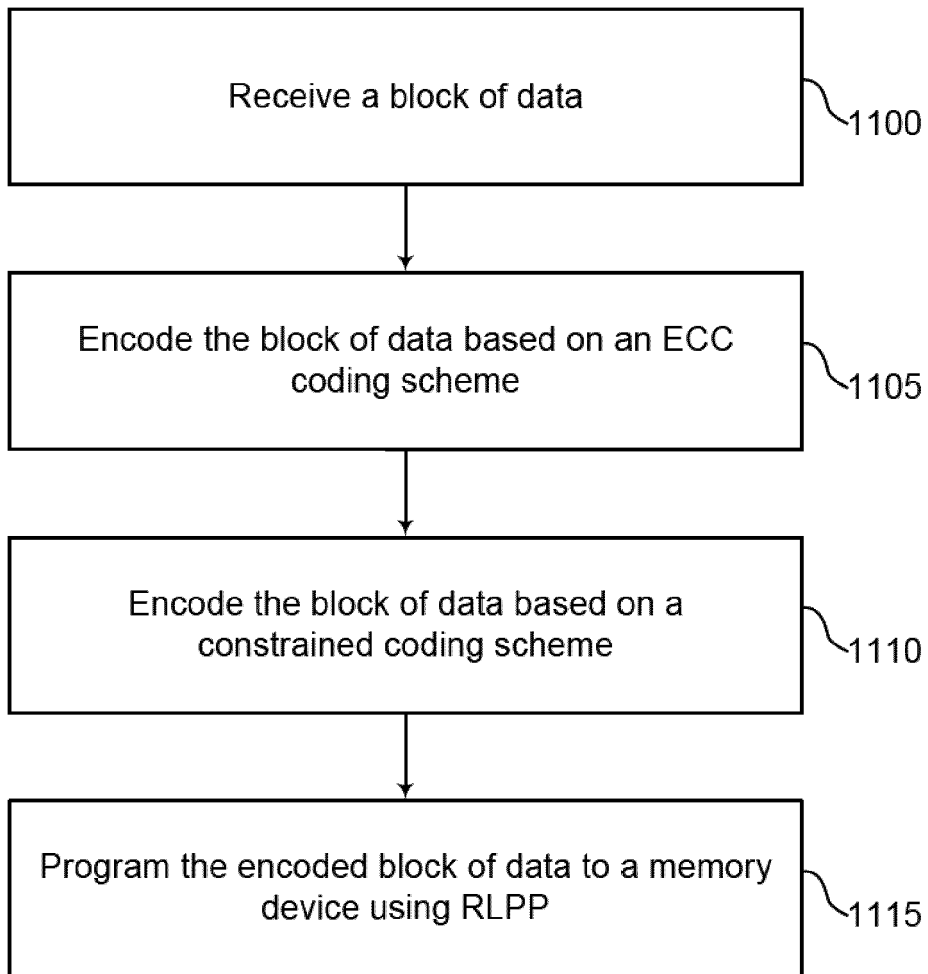 Receive a block of data
1100
Encode the block of data based on an ECC
coding scheme
1105
Encode the block of data based on a
constrained coding scheme
1110
Program the encoded block of data to a memory
device using RLPP
1115